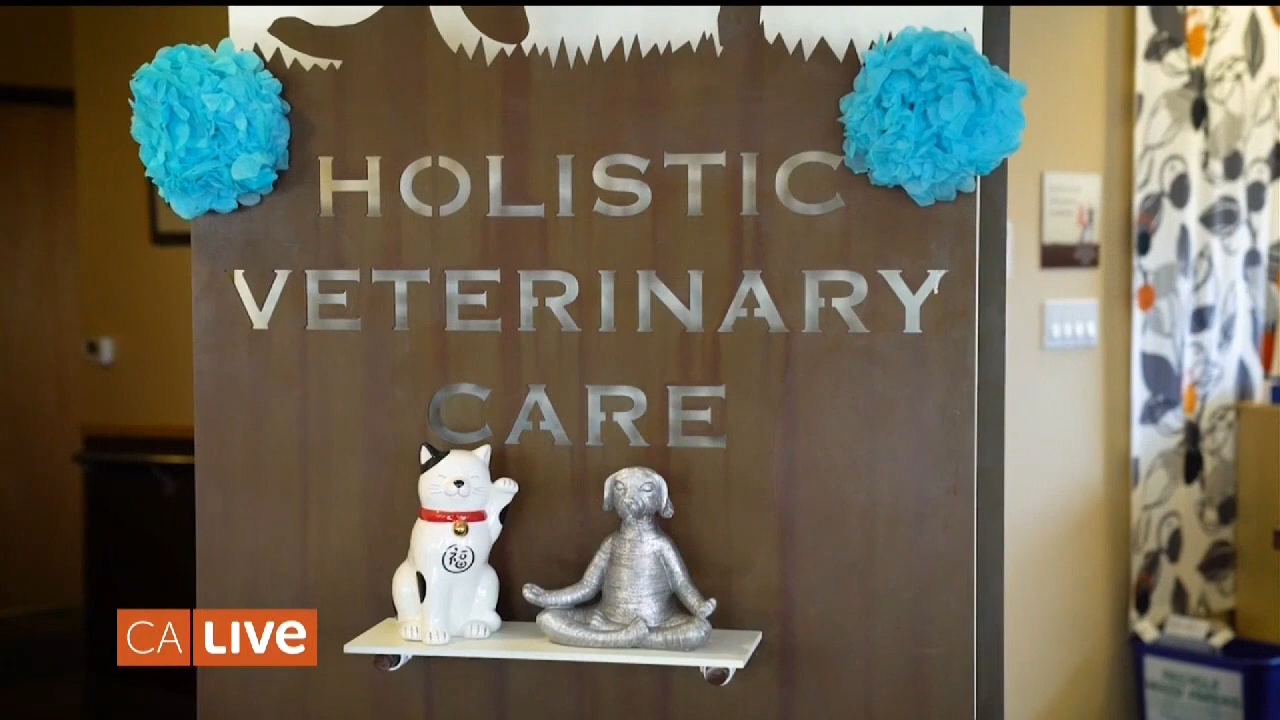 HOLISTIC
VETERINARY
CARE
福
CA LIVE